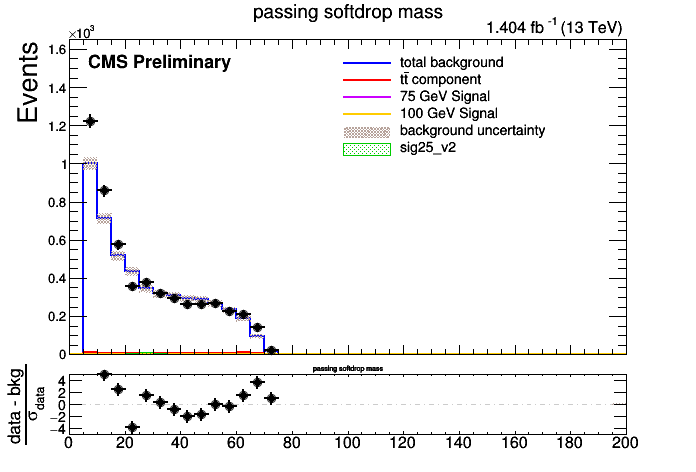 passing softdrop mass
×10³
1.404 fb⁻¹ (13 TeV)
Events
1.6
1.4
1.2
1
0.8
0.6
0.4
0.2
0
CMS Preliminary
total background
tt̄ component
75 GeV Signal
100 GeV Signal
background uncertainty
sig25_v2
passing softdrop mass
data - bkg
σ_data
4
2
0
−2
−4
0 20 40 60 80 100 120 140 160 180 200